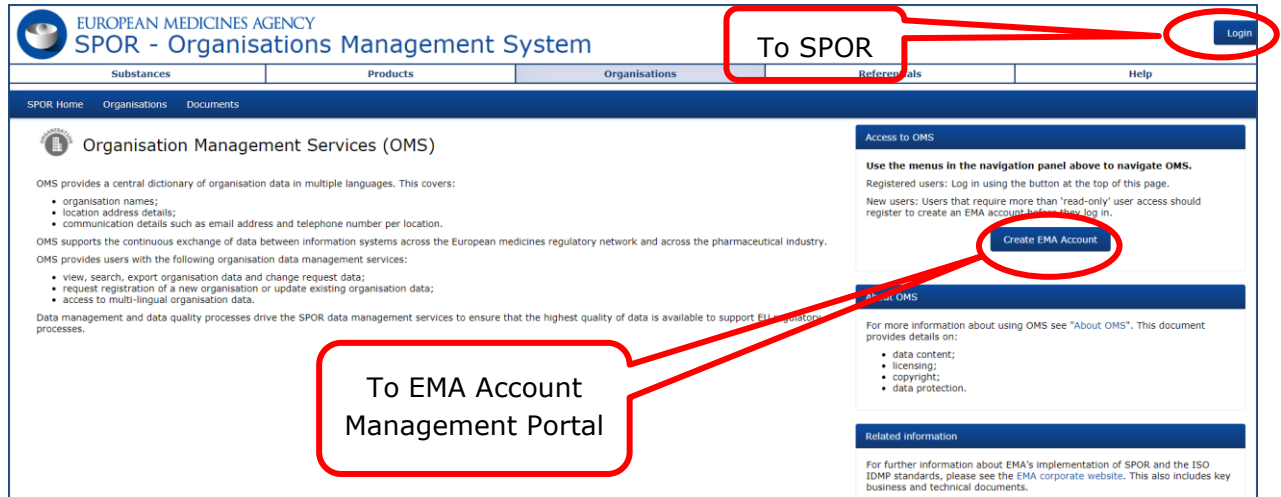 EUROPEAN MEDICINES AGENCY
SPOR - Organisations Management System
To SPOR
Login
Substances
Products
Organisations
Referentials
Help
SPOR Home Organisations Documents
Organisation Management Services (OMS)
OMS provides a central dictionary of organisation data in multiple languages. This covers:
• organisation names;
• location address details;
• communication details such as email address and telephone number per location.
OMS supports the continuous exchange of data between information systems across the European medicines regulatory network and across the pharmaceutical industry.
OMS provides users with the following organisation data management services:
• view, search, export organisation data and change request data;
• request registration of a new organisation or update existing organisation data;
• access to multi-lingual organisation data.
Data management and data quality processes drive the SPOR data management services to ensure that the highest quality of data is available to support EU regulatory
processes.
To EMA Account
Management Portal
Access to OMS
Use the menus in the navigation panel above to navigate OMS.
Registered users: Log in using the button at the top of this page.
New users: Users that require more than ‘read-only’ user access should
register to create an EMA account before they log in.
Create EMA Account
About OMS
For more information about using OMS see "About OMS". This document
provides details on:
• data content;
• licensing;
• copyright;
• data protection.
Related information
For further information about EMA's implementation of SPOR and the ISO
IDMP standards, please see the EMA corporate website. This also includes key
business and technical documents.